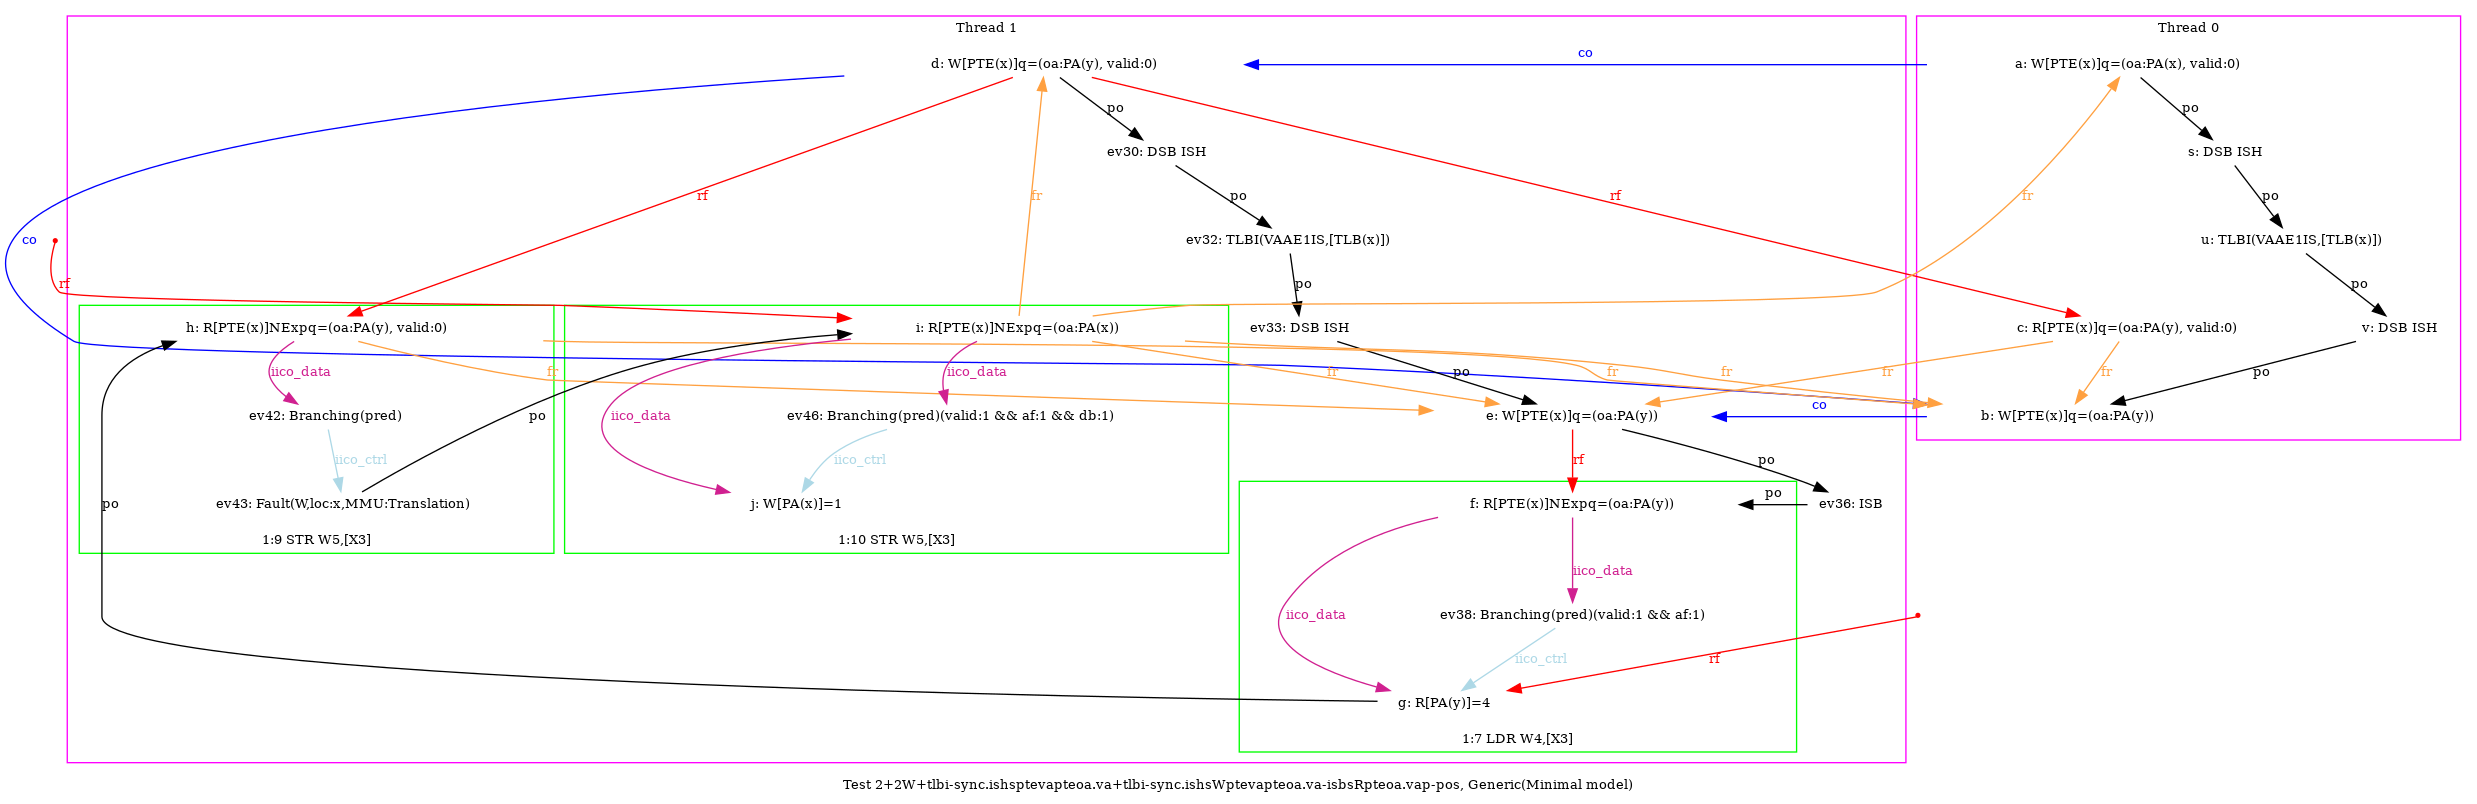 Thread 1
Thread 0
co
d: W[PTE(x)]q=(oa:PA(y), valid:0)
a: W[PTE(x)]q=(oa:PA(x), valid:0)
po
po
ev30: DSB ISH
s: DSB ISH
rf
fr
po
rf
fr
po
co
ev32: TLBI(VAAE1IS,[TLB(x)])
u: TLBI(VAAE1IS,[TLB(x)])
rf
po
po
h: R[PTE(x)]NExpq=(oa:PA(y), valid:0)
i: R[PTE(x)]NExpq=(oa:PA(x))
ev33: DSB ISH
c: R[PTE(x)]q=(oa:PA(y), valid:0)
v: DSB ISH
iico_data
fr
iico_data
fr
po
fr
fr
fr
fr
po
ev42: Branching(pred)
po
iico_data
ev46: Branching(pred)(valid:1 && af:1 && db:1)
e: W[PTE(x)]q=(oa:PA(y))
co
b: W[PTE(x)]q=(oa:PA(y))
iico_ctrl
iico_ctrl
rf
po
po
ev43: Fault(W,loc:x,MMU:Translation)
j: W[PA(x)]=1
f: R[PTE(x)]NExpq=(oa:PA(y))
po
ev36: ISB
1:9 STR W5,[X3]
1:10 STR W5,[X3]
iico_data
iico_data
ev38: Branching(pred)(valid:1 && af:1)
iico_ctrl
rf
g: R[PA(y)]=4
1:7 LDR W4,[X3]
Test 2+2W+tlbi-sync.ishsptevapteoa.va+tlbi-sync.ishsWptevapteoa.va-isbsRpteoa.vap-pos, Generic(Minimal model)